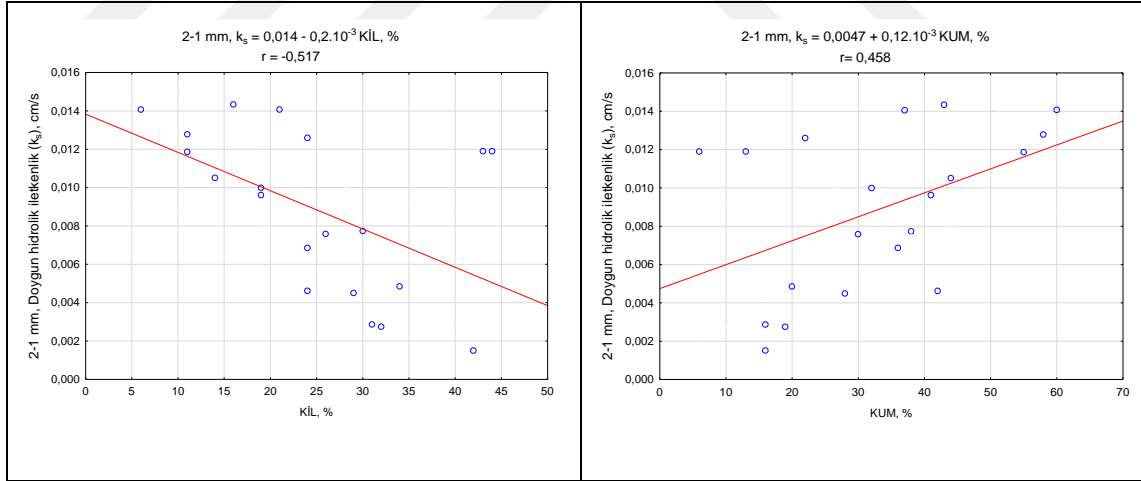 2-1 mm, ks = 0,014 - 0,2.10-3 KİL, %
r = -0,517
2-1 mm, Doygun hidrolik iletkenlik (ks), cm/s
0,016
0,014
0,012
0,010
0,008
0,006
0,004
0,002
0,000
0 5 10 15 20 25 30 35 40 45 50
KİL, %
2-1 mm, ks = 0,0047 + 0,12.10-3 KUM, %
r= 0,458
2-1 mm, Doygun hidrolik iletkenlik (ks), cm/s
0,016
0,014
0,012
0,010
0,008
0,006
0,004
0,002
0,000
0 10 20 30 40 50 60 70
KUM, %